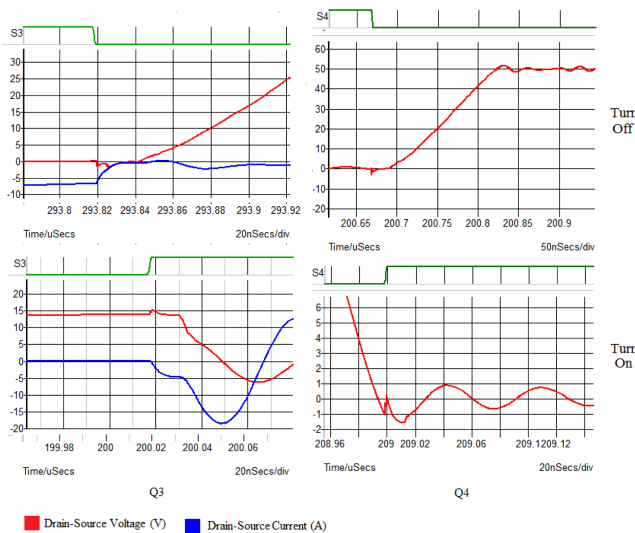 S3
30
25
20
15
10
5
0
-5
-10
293.8 293.82 293.84 293.86 293.88 293.9 293.92
Time/uSecs 20nSecs/div
S4
60
50
40
30
20
10
0
-10
-20
200.65 200.7 200.75 200.8 200.85 200.9
Time/uSecs 50nSecs/div
Turn
Off
S3
20
15
10
5
0
-5
-10
-15
-20
199.98 200 200.02 200.04 200.06
Time/uSecs 20nSecs/div
S4
6
5
4
3
2
1
0
-1
-2
208.96 209 209.02 209.06 209.12 209.12
Time/uSecs 20nSecs/div
Turn
On
Q3 Q4
Drain-Source Voltage (V) Drain-Source Current (A)